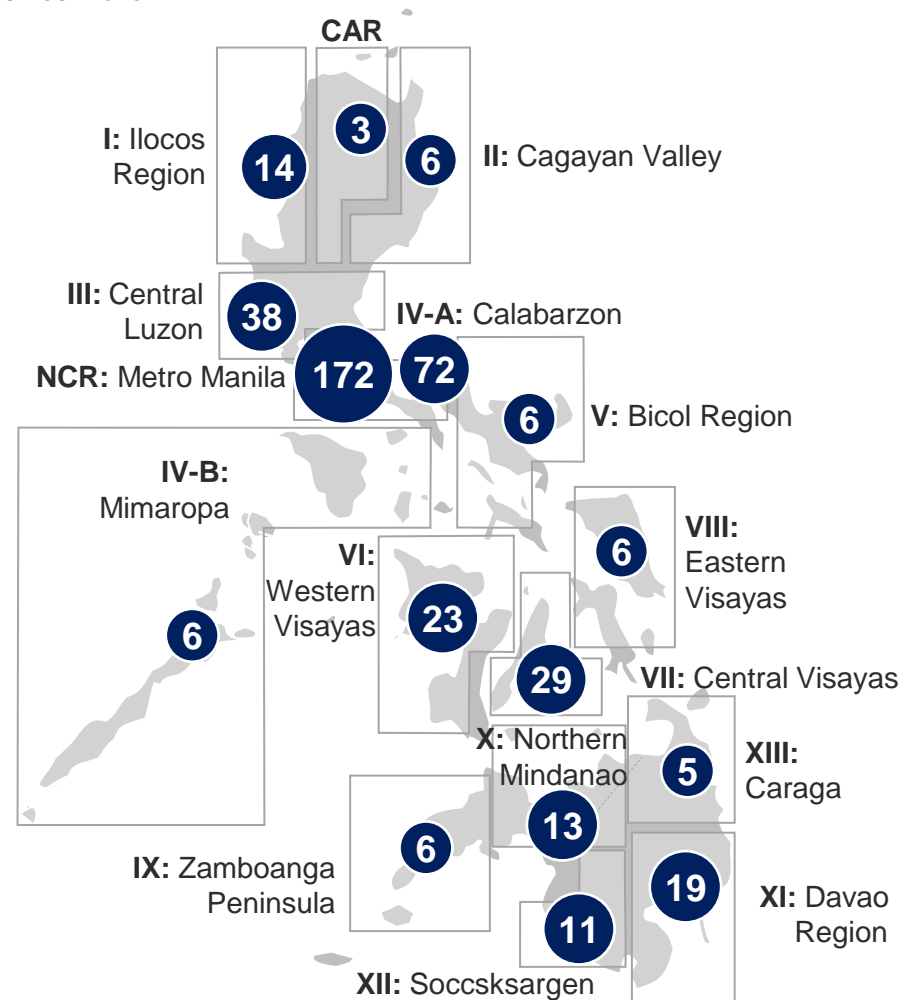 CAR
3
I: Ilocos
Region
14
6
II: Cagayan Valley
III: Central
Luzon
38
IV-A: Calabarzon
NCR: Metro Manila
172
72
6
V: Bicol Region
IV-B:
Mimaropa
6
VI:
Western
Visayas
23
6
VIII:
Eastern
Visayas
29
VII: Central Visayas
X: Northern
Mindanao
13
5
XIII:
Caraga
6
IX: Zamboanga
Peninsula
19
XI: Davao
Region
11
XII: Soccsksargen